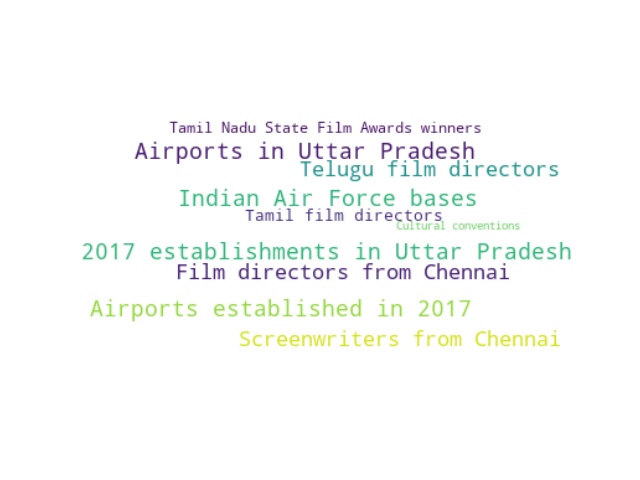 Tamil Nadu State Film Awards winners
Airports in Uttar Pradesh
Telugu film directors
Indian Air Force bases
Tamil film directors
Cultural conventions
2017 establishments in Uttar Pradesh
Film directors from Chennai
Airports established in 2017
Screenwriters from Chennai